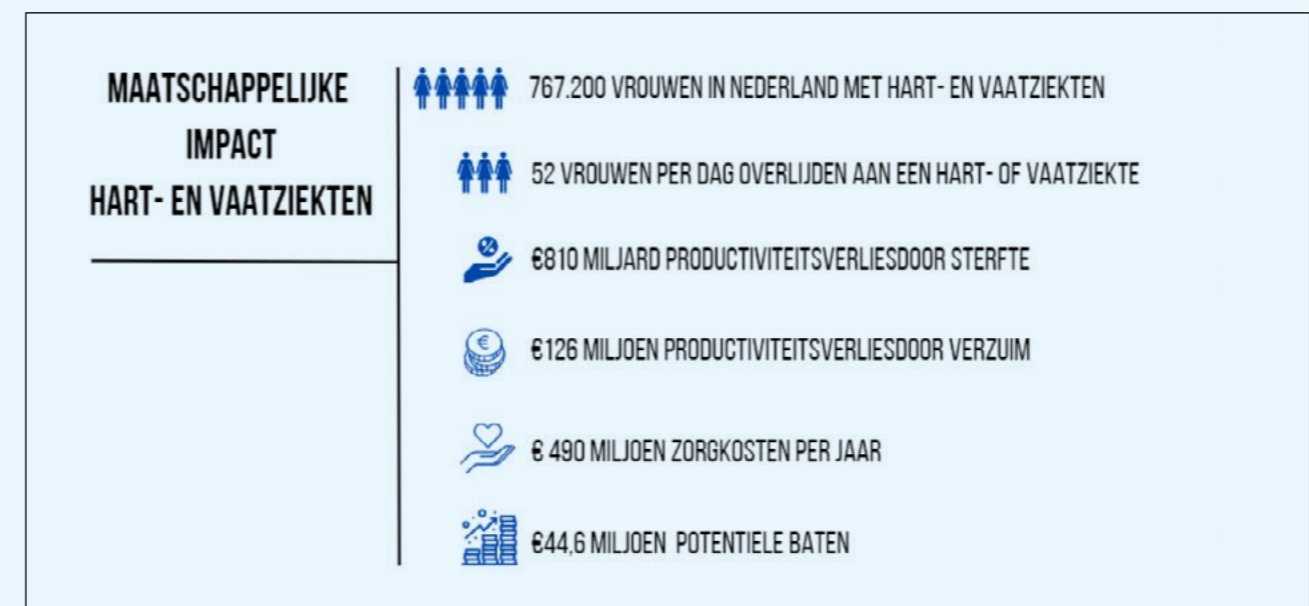 MAATSCHAPPELIJKE
IMPACT
HART- EN VAATZIEKTEN
767.200 VROUWEN IN NEDERLAND MET HART- EN VAATZIEKTEN
52 VROUWEN PER DAG OVERLIJDEN AAN EEN HART- OF VAATZIEKTE
€810 MILJARD PRODUCTIVITEITSVERLIESDOOR STERFTE
€126 MILJOEN PRODUCTIVITEITSVERLIESDOOR VERZUIM
€ 490 MILJOEN ZORGKOSTEN PER JAAR
€44,6 MILJOEN  POTENTIELE BATEN